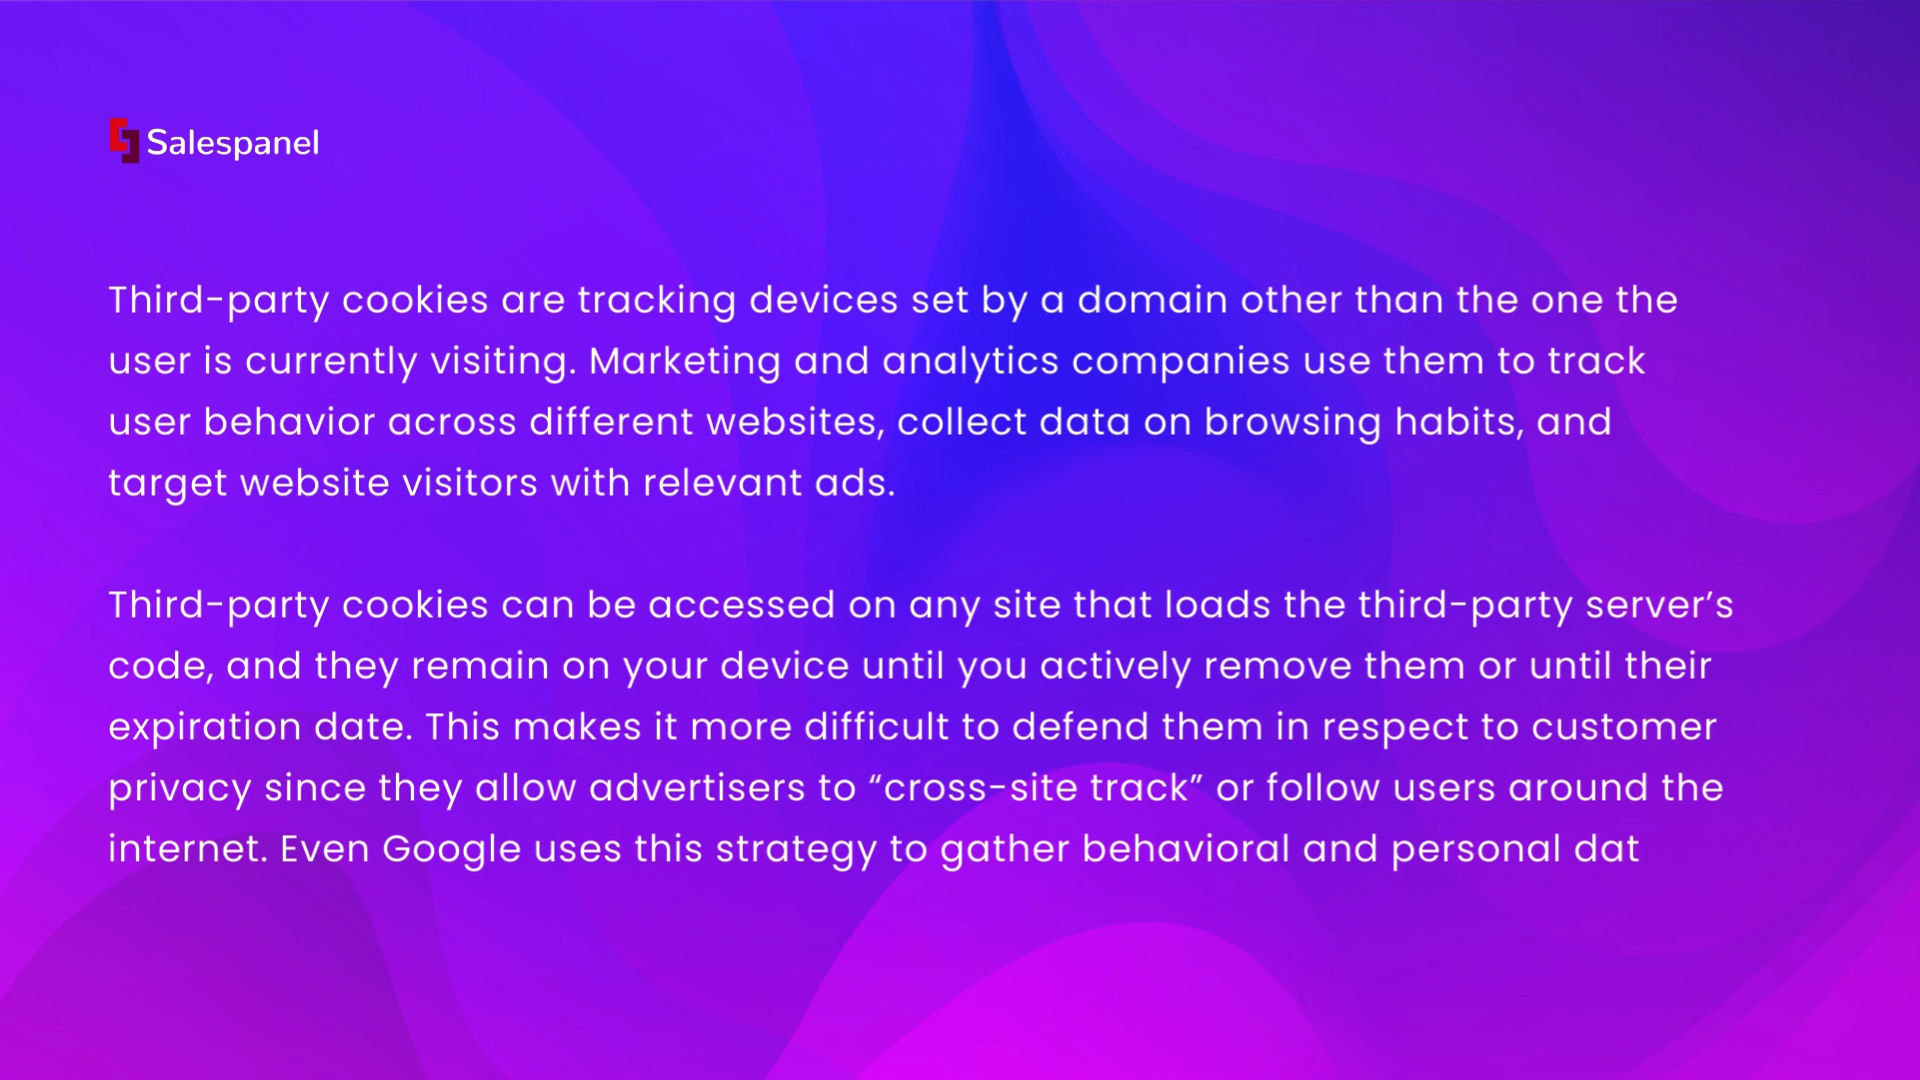 Salespanel
Third-party cookies are tracking devices set by a domain other than the one the
user is currently visiting. Marketing and analytics companies use them to track
user behavior across different websites, collect data on browsing habits, and
target website visitors with relevant ads.
Third-party cookies can be accessed on any site that loads the third-party server’s
code, and they remain on your device until you actively remove them or until their
expiration date. This makes it more difficult to defend them in respect to customer
privacy since they allow advertisers to “cross-site track” or follow users around the
internet. Even Google uses this strategy to gather behavioral and personal dat